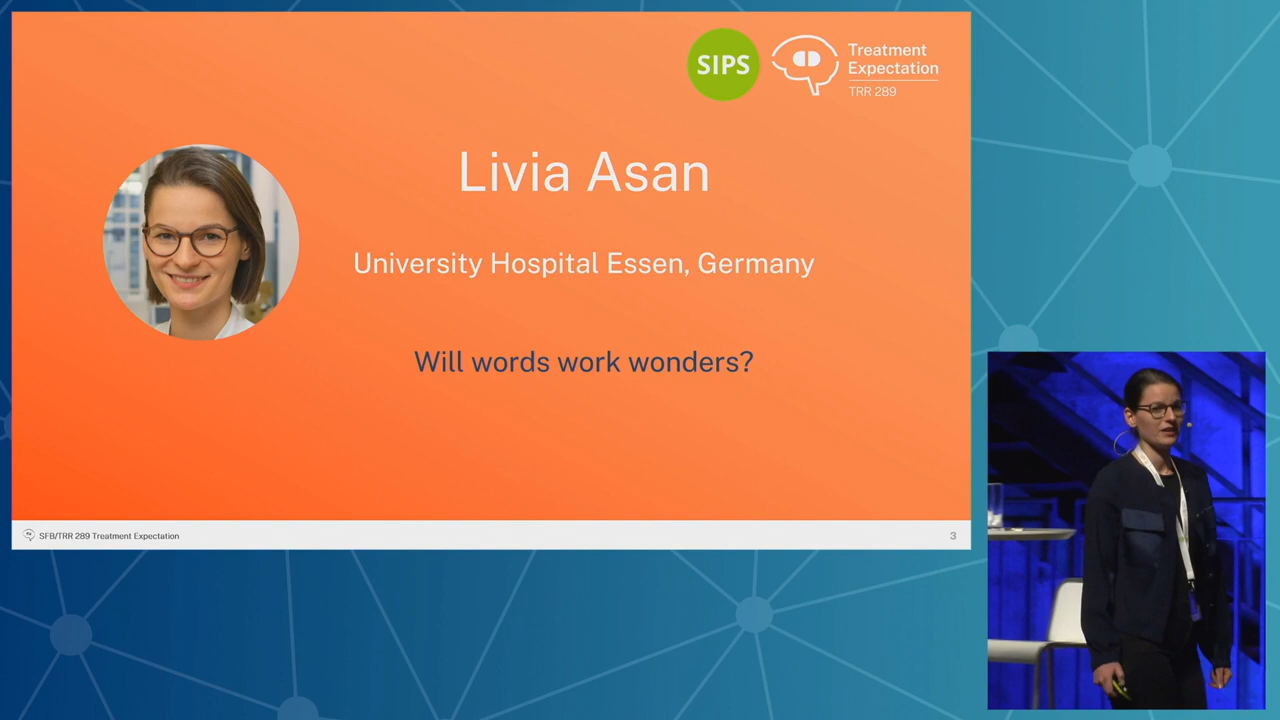 SIPS
Treatment
Expectation
TRR 289
Livia Asan
University Hospital Essen, Germany
Will words work wonders?
SFB/TRR 289 Treatment Expectation
3